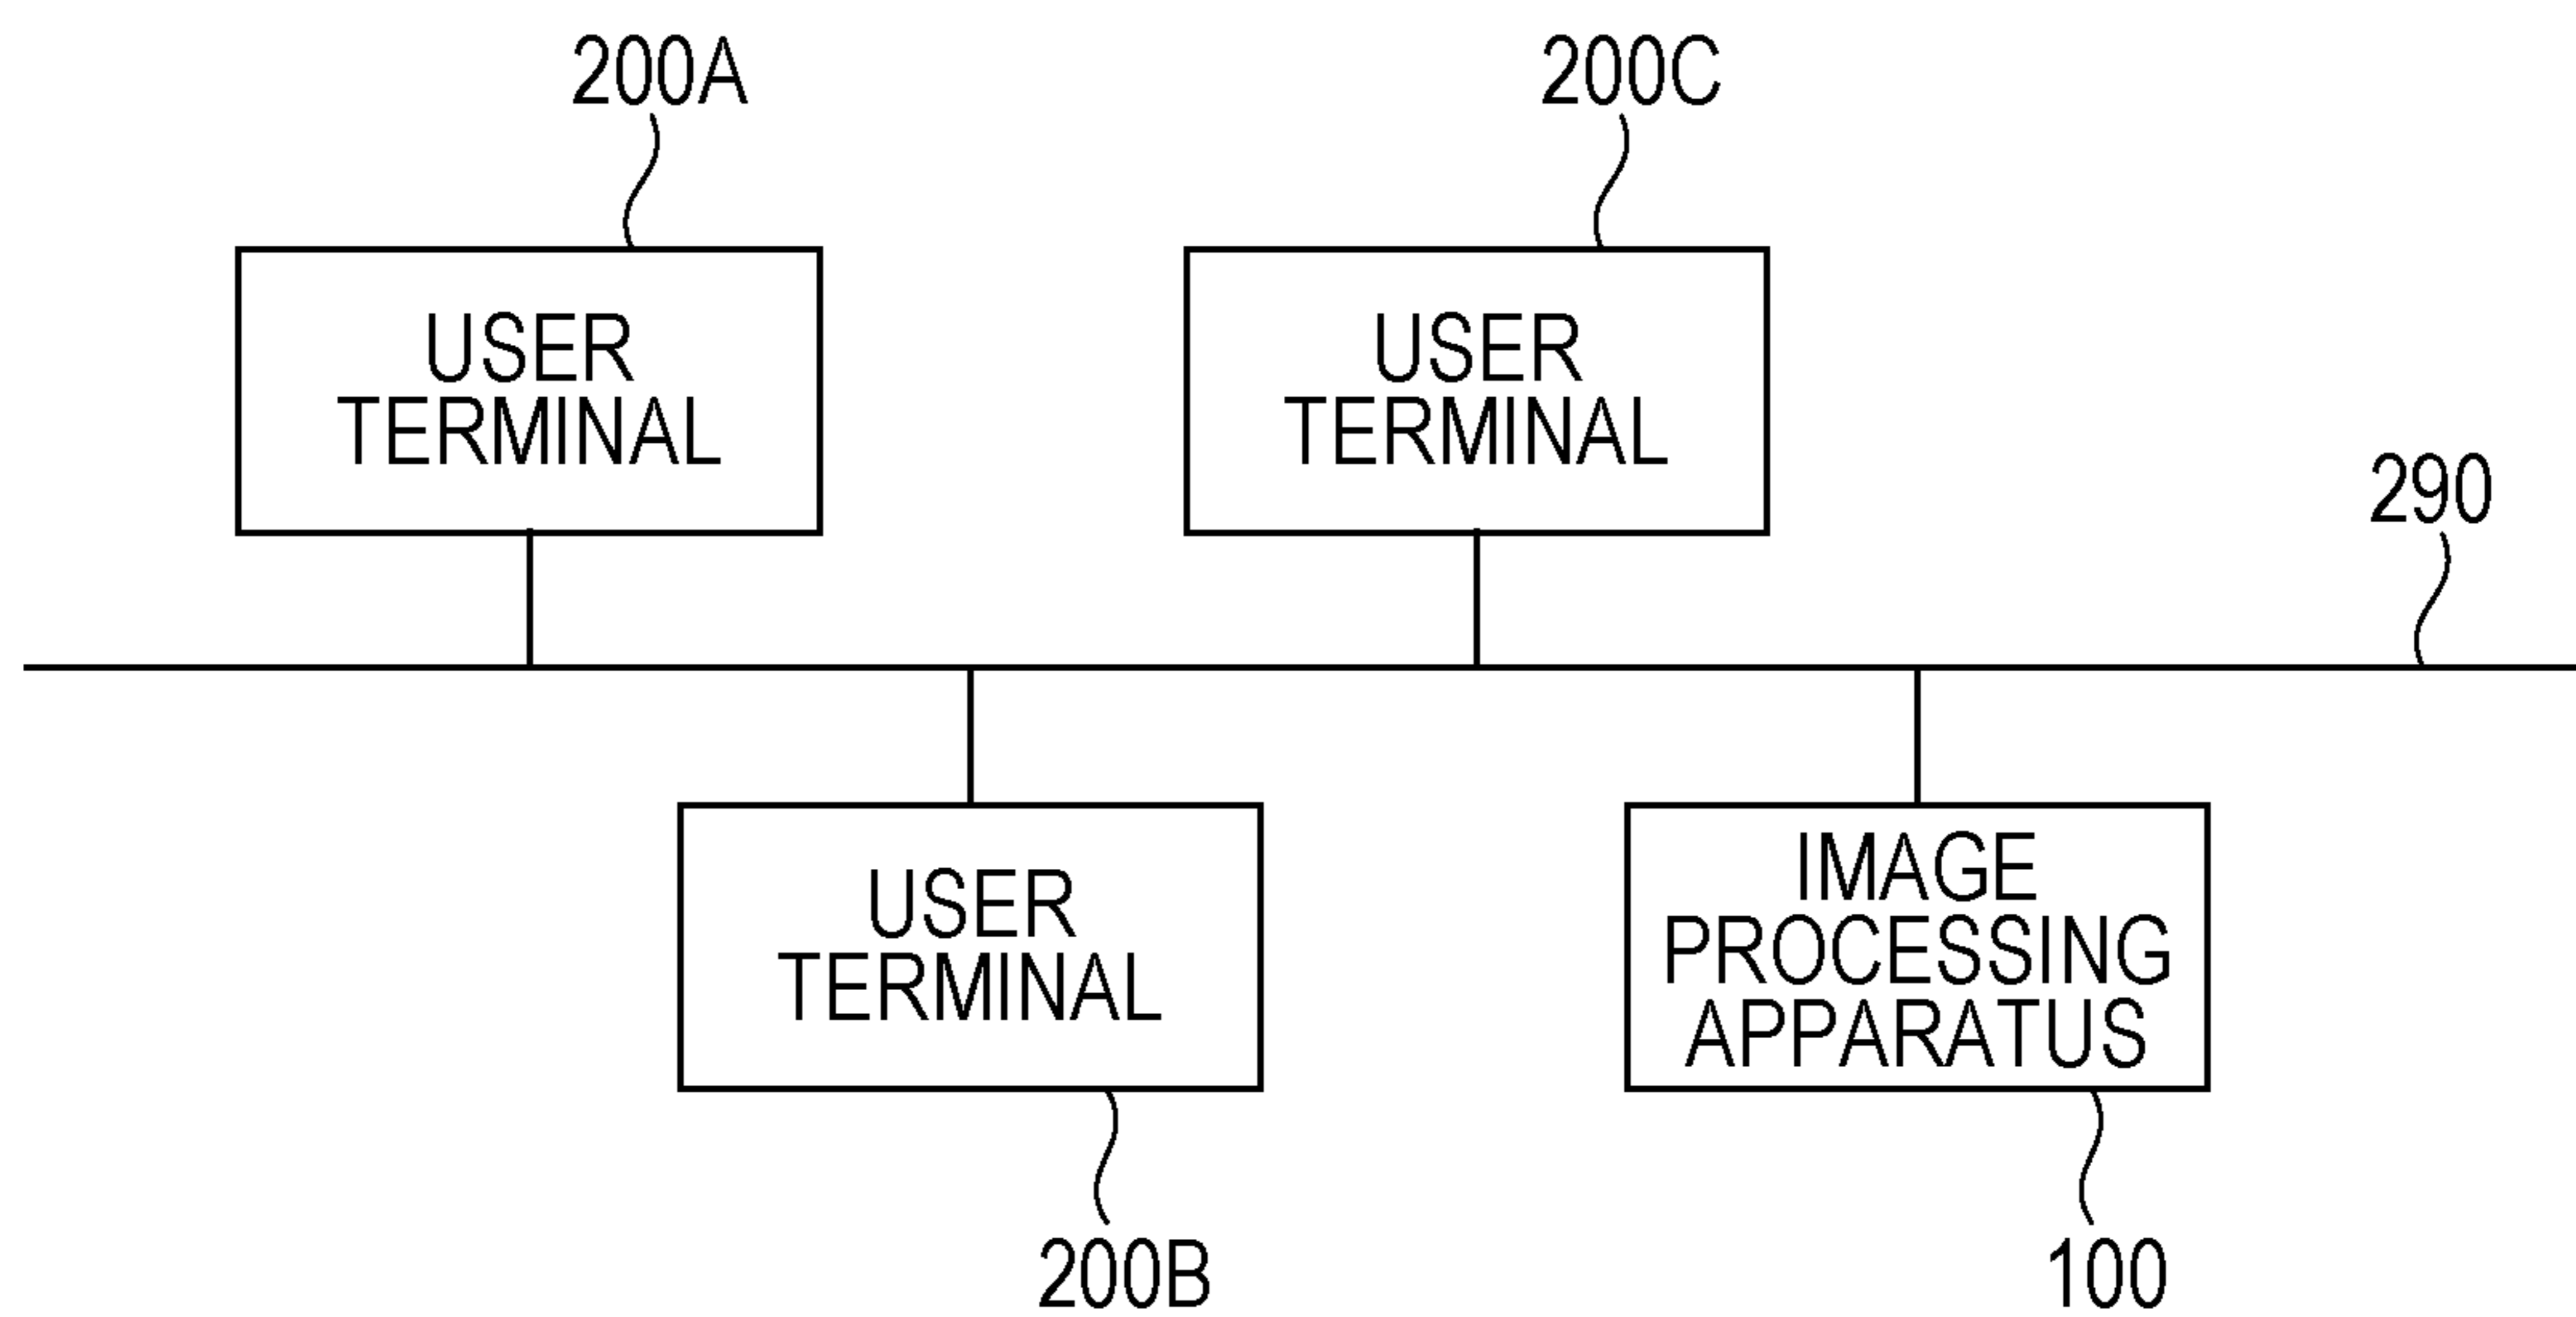 200A
200C
USER
TERMINAL
USER
TERMINAL
290
USER
TERMINAL
IMAGE
PROCESSING
APPARATUS
200B
100